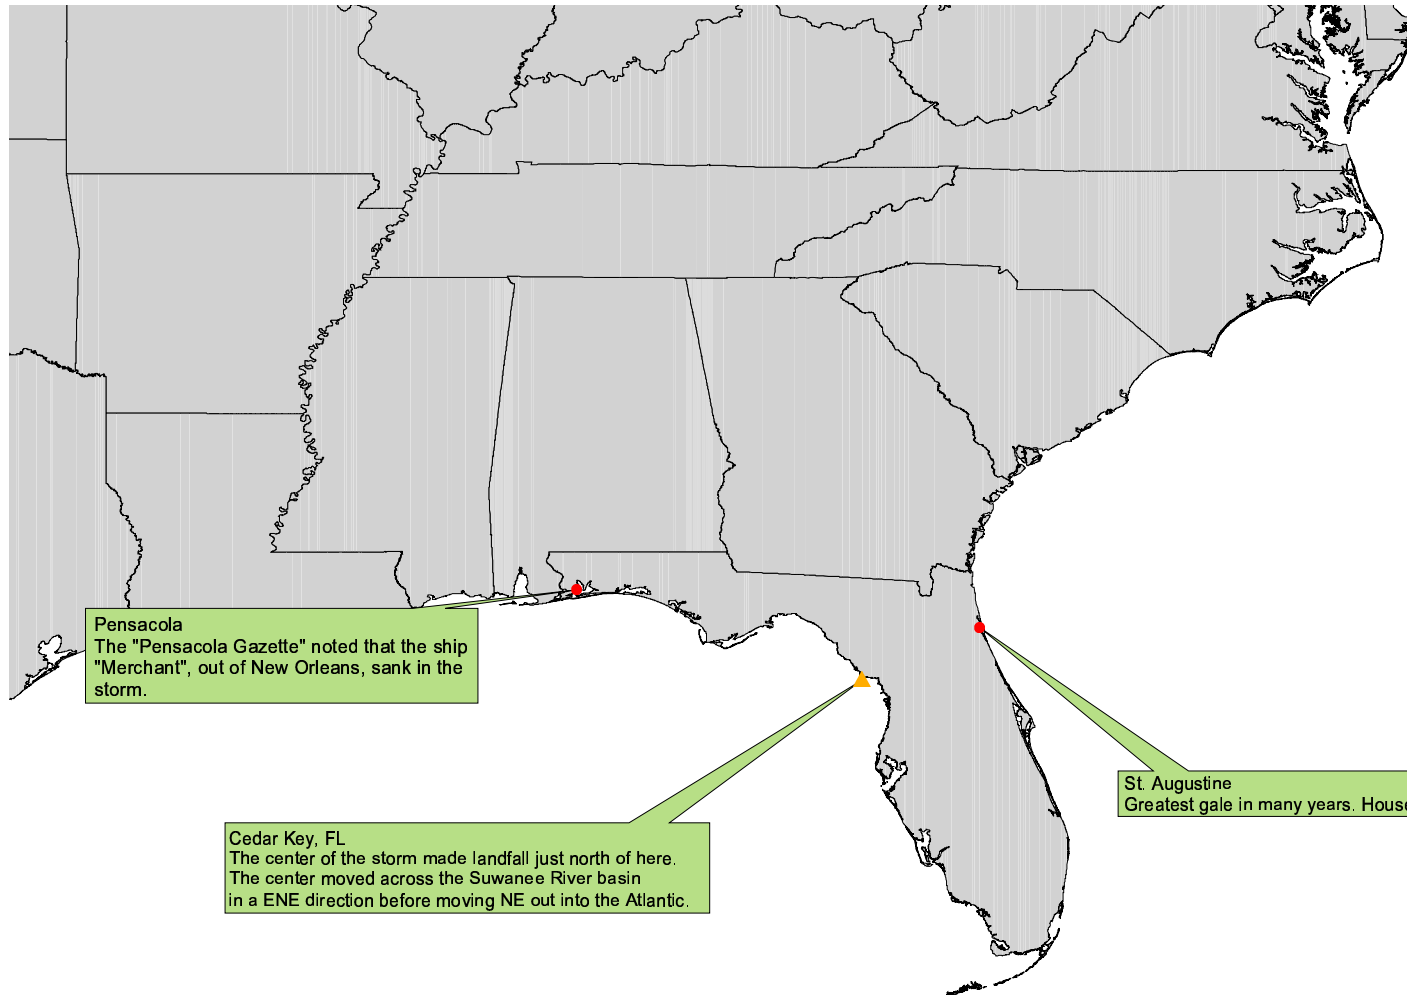 Pensacola
The "Pensacola Gazette" noted that the ship
"Merchant", out of New Orleans, sank in the
storm.
St. Augustine
Greatest gale in many years. House
Cedar Key, FL
The center of the storm made landfall just north of here.
The center moved across the Suwanee River basin
in a ENE direction before moving NE out into the Atlantic.